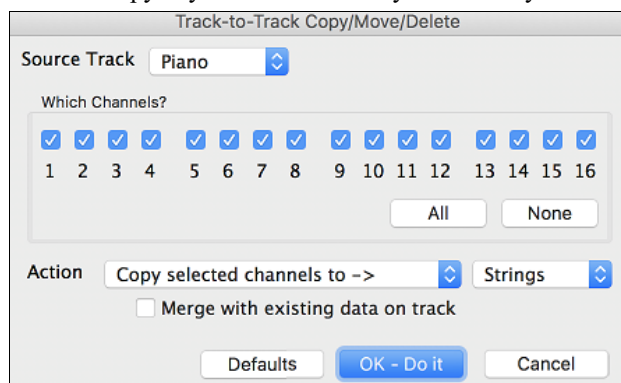 Track-to-Track Copy/Move/Delete
Source Track Piano
Which Channels?
1 2 3 4 5 6 7 8 9 10 11 12 13 14 15 16
All None
Action Copy selected channels to -> Strings
Merge with existing data on track
Defaults OK - Do it Cancel